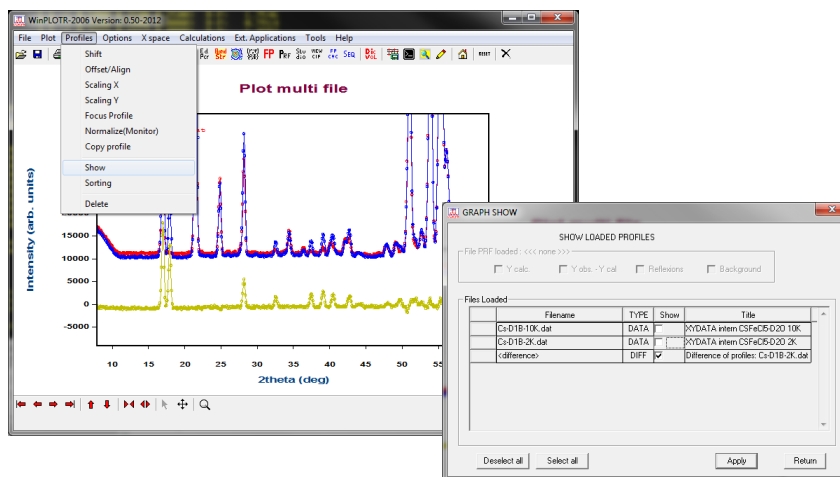 WinPLOTR-2006 Version: 0.50-2012
File Plot Profiles Options X space Calculations Ext. Applications Tools Help
FP
SEQ
RESET
Shift
Offset/Align
Scaling X
Scaling Y
Focus Profile
Normalize(Monitor)
Copy profile
Show
Sorting
Delete
Plot multi file
Intensity (arb. units)
15000
10000
5000
0
-5000
10 15 20 25 30 35 40 45 50
2theta (deg)
GRAPH SHOW
SHOW LOADED PROFILES
File PRF loaded : <<< none >>>
Y calc. Y obs. -Y cal Reflexions Background
Files Loaded
Filename TYPE Show Title
Cs-D1B-10K.dat DATA XYDATA intern CSFeCl5-D2O 10K
Cs-D1B-2K.dat DATA XYDATA intern CSFeCl5-D2O 2K
<difference> DIFF Difference of profiles: Cs-D1B-2K.dat
Deselect all Select all Apply Return